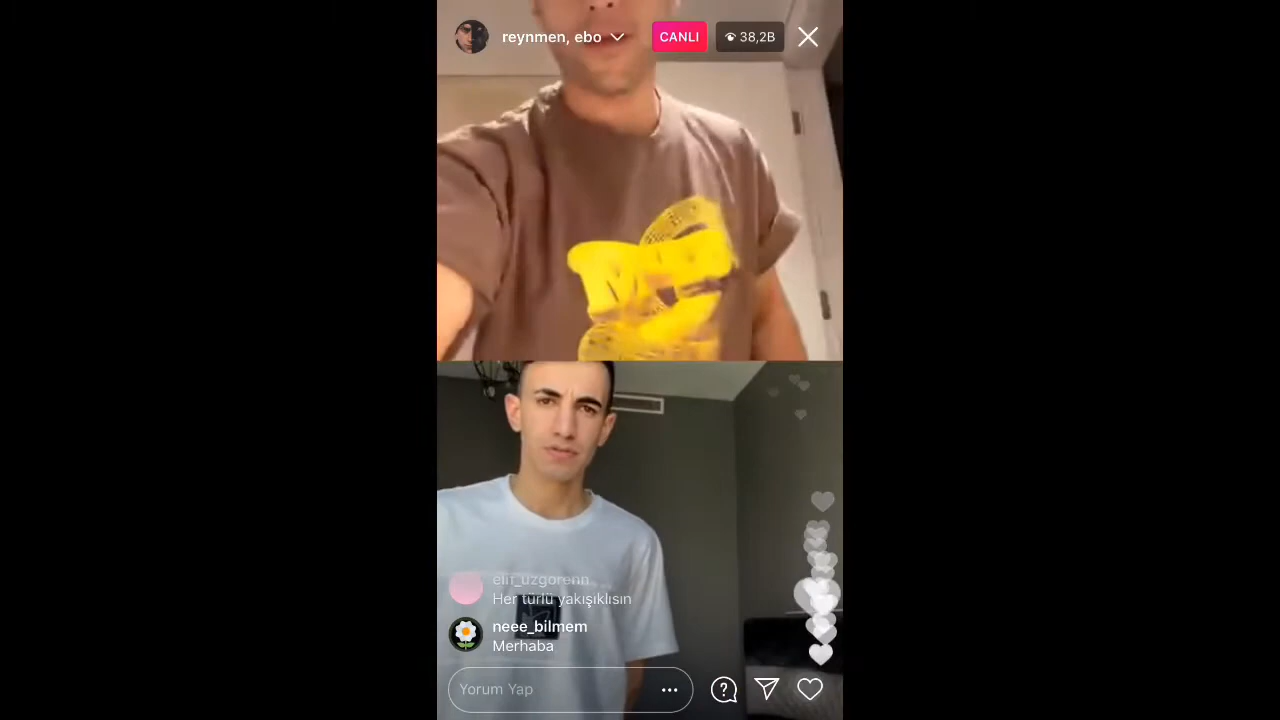 reynmen, ebo
CANLI
38,2B
elif_uzgorenn
Her türlü yakışıklısın
neee_bilmem
Merhaba
Yorum Yap